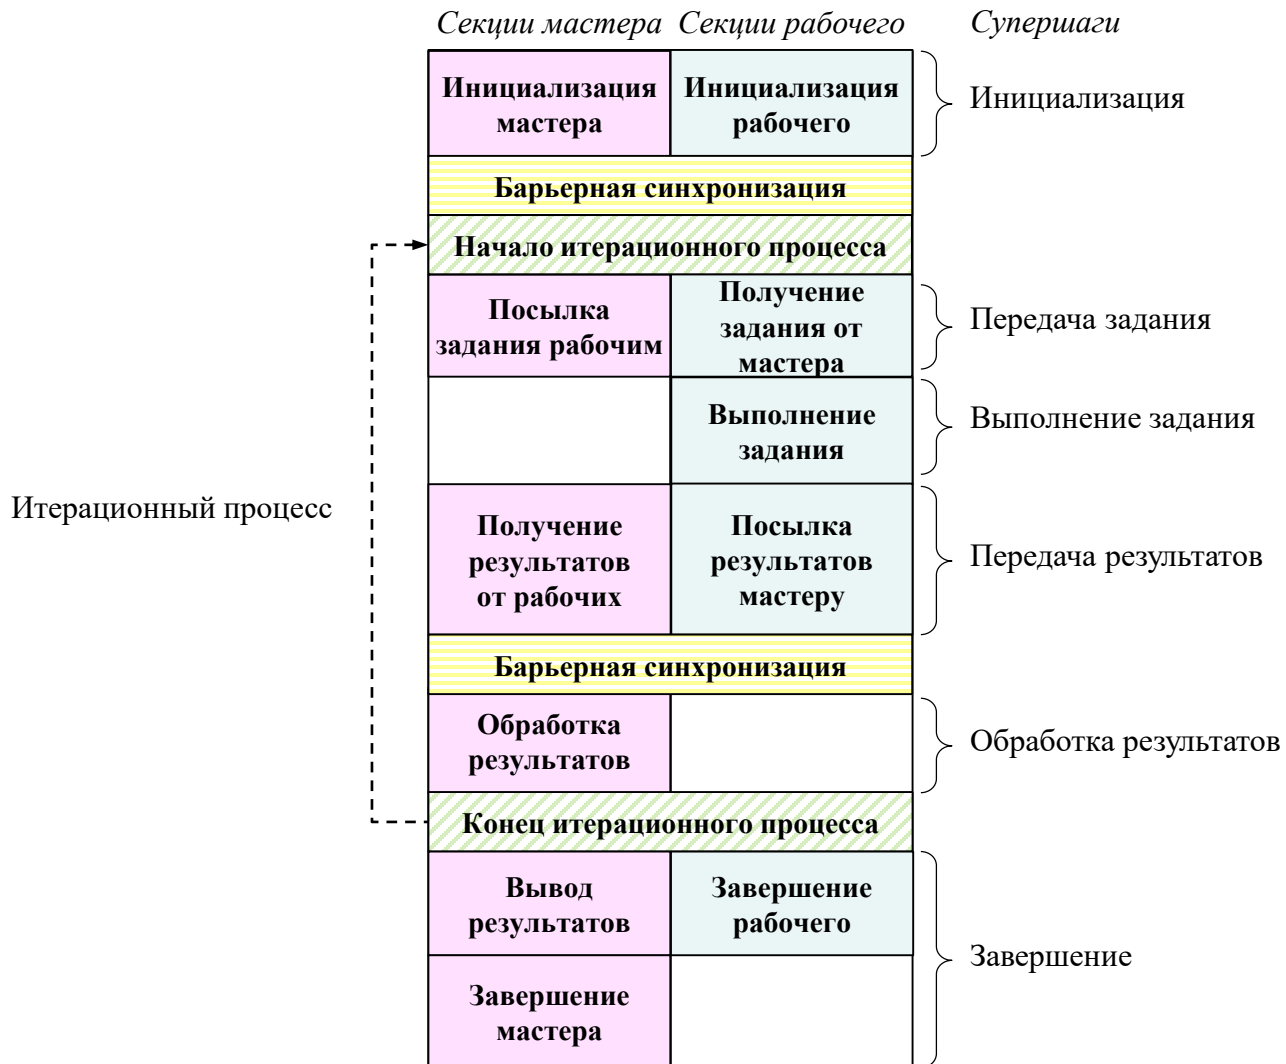 Секции мастера Секции рабочего Супершаги
Инициализация
мастера
Инициализация
рабочего
Инициализация
Барьерная синхронизация
Начало итерационного процесса
Посылка
задания рабочим
Получение
задания от
мастера
Передача задания
Выполнение
задания
Выполнение задания
Итерационный процесс
Получение
результатов
от рабочих
Посылка
результатов
мастеру
Передача результатов
Барьерная синхронизация
Обработка
результатов
Обработка результатов
Конец итерационного процесса
Вывод
результатов
Завершение
рабочего
Завершение
Завершение
мастера